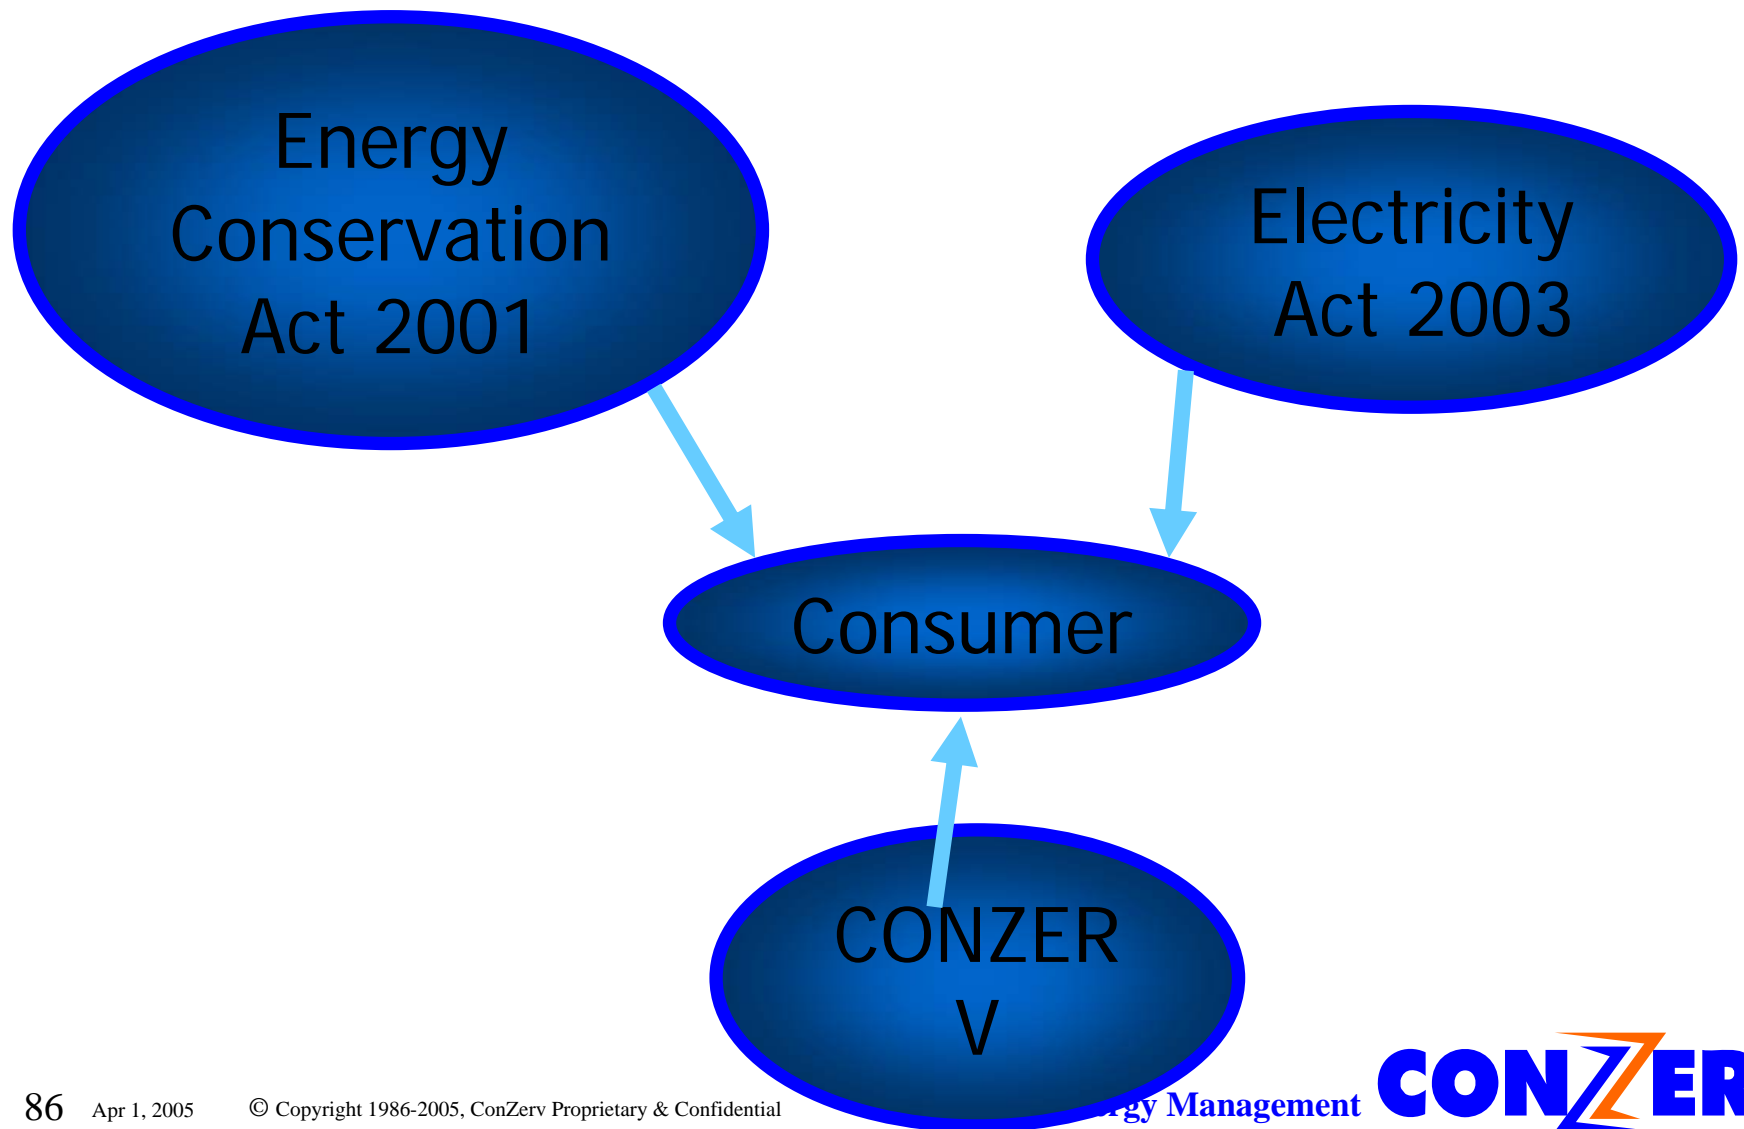 Energy
Conservation
Act 2001
Electricity
Act 2003
Consumer
CONZER
V
86 Apr 1, 2005 © Copyright 1986-2005, ConZerv Proprietary & Confidential Management CONZER